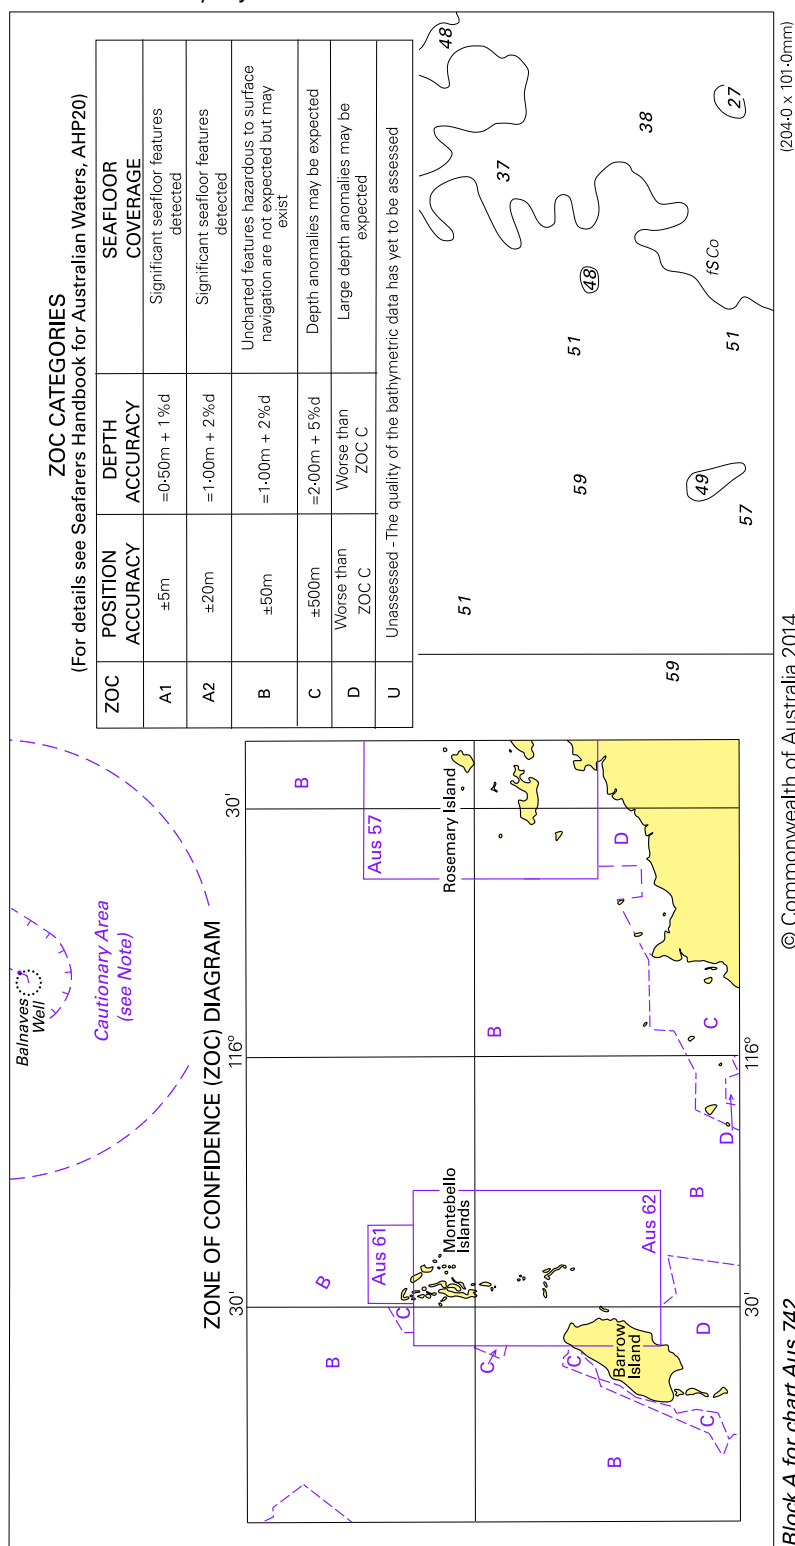 Balnaves
Well
Cautionary Area
(see Note)
ZONE OF CONFIDENCE (ZOC) DIAGRAM
30'
116°
30'
B
B
B
Aus 61
Aus 57
C
Montebello
Islands
Rosemary Island
C
B
C
Barrow
Island
Aus 62
D
B
C
D
B
D
C
30'
116°
ZOC CATEGORIES
(For details see Seafarers Handbook for Australian Waters, AHP20)
ZOC POSITION ACCURACY DEPTH ACCURACY SEAFLOOR COVERAGE
A1 ±5m =0·50m + 1%d Significant seafloor features detected
A2 ±20m =1·00m + 2%d Significant seafloor features detected
B ±50m =1·00m + 2%d Uncharted features hazardous to surface navigation are not expected but may exist
C ±500m =2·00m + 5%d Depth anomalies may be expected
D Worse than ZOC C Worse than ZOC C Large depth anomalies may be expected
U Unassessed - The quality of the bathymetric data has yet to be assessed
48
37
38
27
51
59
51
48
fSCo
51
49
57
59
Block A for chart Aus 742
© Commonwealth of Australia 2014
(204·0 x 101·0mm)